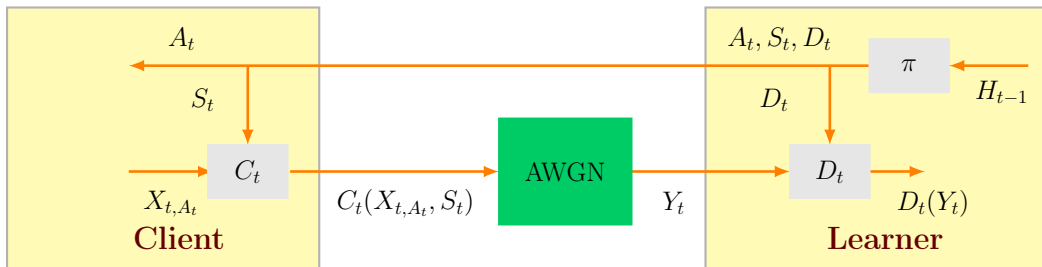 $A_t$
$A_t, S_t, D_t$
$\pi$
$H_{t-1}$
$S_t$
$D_t$
$C_t$
AWGN
$D_t$
$X_{t,A_t}$
$C_t(X_{t,A_t}, S_t)$
$Y_t$
$D_t(Y_t)$
Client
Learner